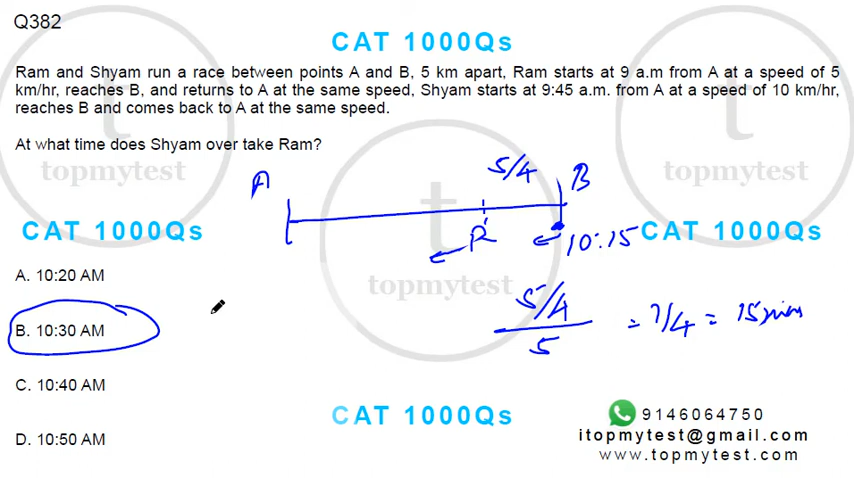 Q382
CAT 1000Qs
Ram and Shyam run a race between points A and B, 5 km apart, Ram starts at 9 a.m from A at a speed of 5
km/hr, reaches B, and returns to A at the same speed, Shyam starts at 9:45 a.m. from A at a speed of 10 km/hr,
reaches B and comes back to A at the same speed.
At what time does Shyam over take Ram?
topmytest
topmytest
5/4
A
B
CAT 1000Qs
R
10:15
CAT 1000Qs
A. 10:20 AM
topmytest
B. 10:30 AM
5/4
5
= 1/4 = 15 min
C. 10:40 AM
CAT 1000Qs
9146064750
itopmytest@gmail.com
D. 10:50 AM
www.topmytest.com